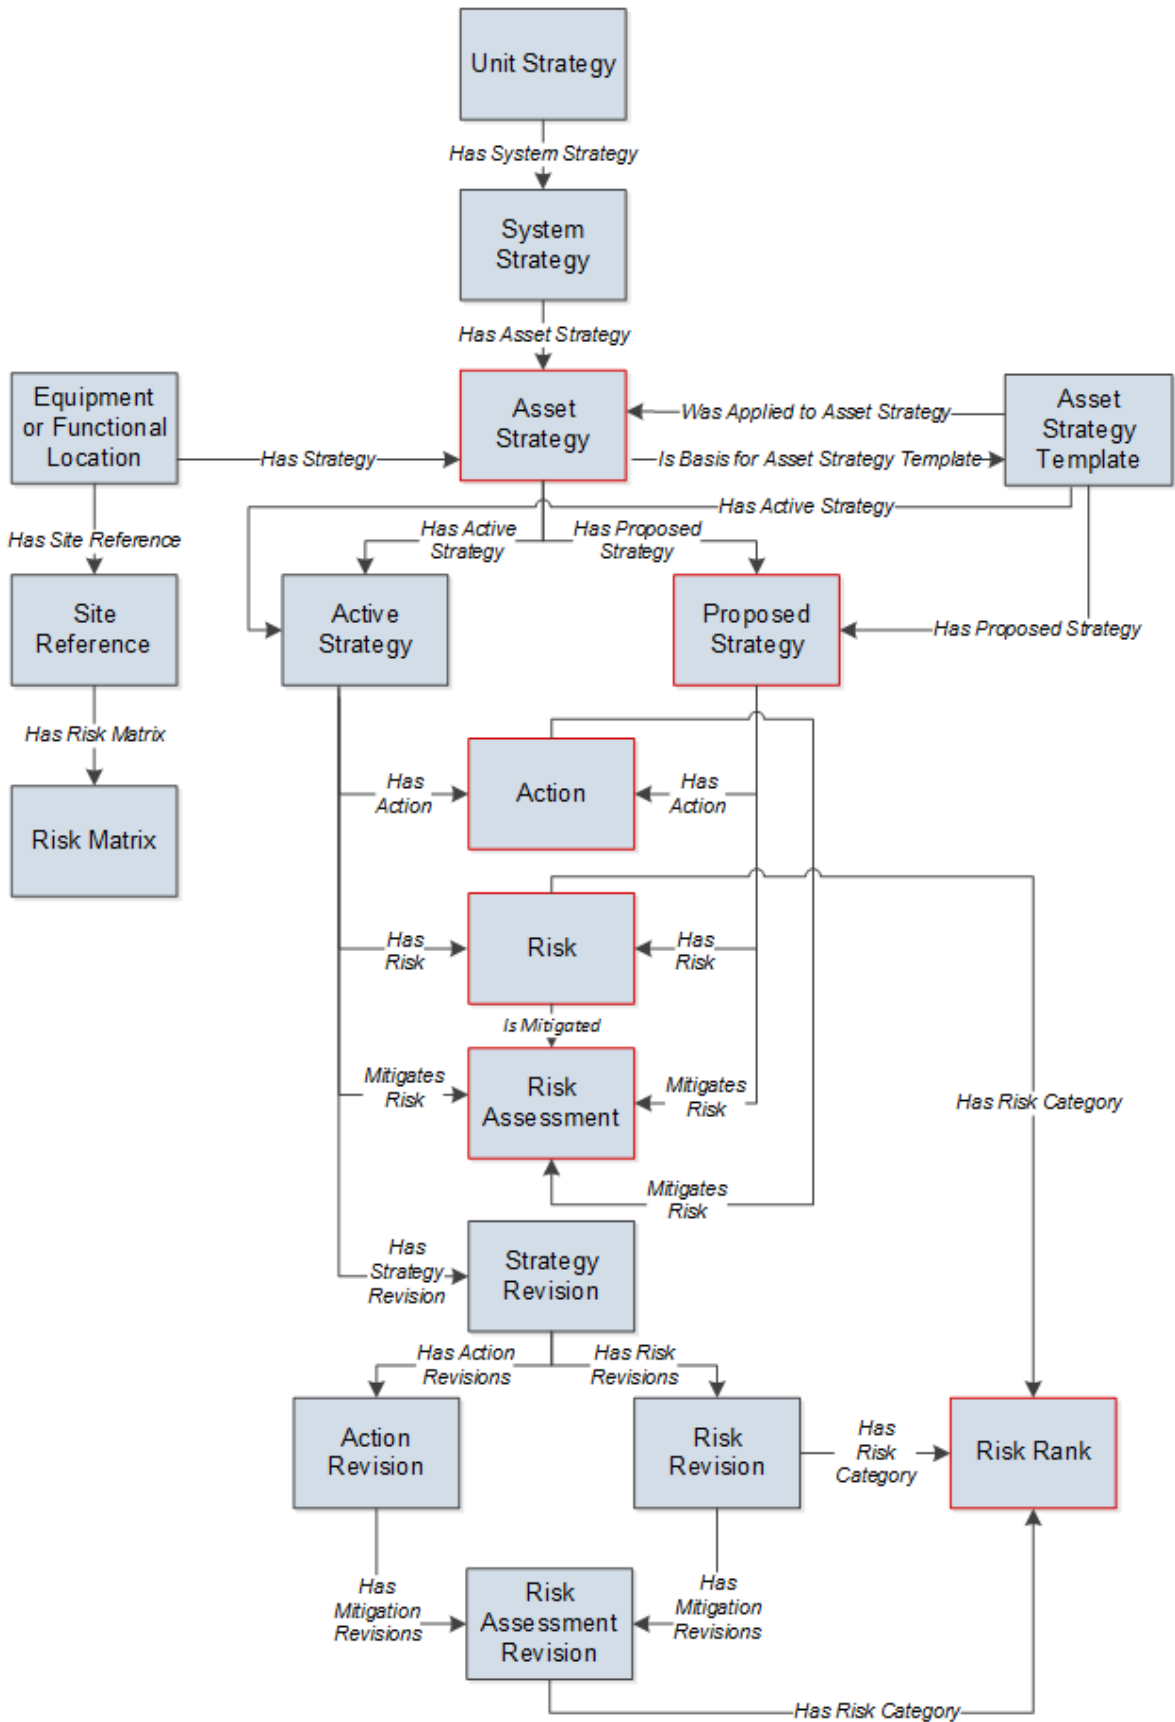 Unit Strategy
Has System Strategy
System
Strategy
Has Asset Strategy
Equipment
or Functional
Location
Asset
Strategy
Asset
Strategy
Template
Was Applied to Asset Strategy
Has Strategy
Is Basis for Asset Strategy Template
Has Active Strategy
Has Site Reference
Has Active
Strategy
Has Proposed
Strategy
Site
Reference
Active
Strategy
Proposed
Strategy
Has Proposed Strategy
Has Risk Matrix
Risk Matrix
Has
Action
Action
Has
Action
Has
Risk
Risk
Has
Risk
Is Mitigated
Mitigates
Risk
Risk
Assessment
Mitigates
Risk
Has Risk Category
Mitigates
Risk
Has
Strategy
Revision
Strategy
Revision
Has Action
Revisions
Has Risk
Revisions
Action
Revision
Risk
Revision
Has
Risk
Category
Risk Rank
Has
Mitigation
Revisions
Risk
Assessment
Revision
Has
Mitigation
Revisions
Has Risk Category